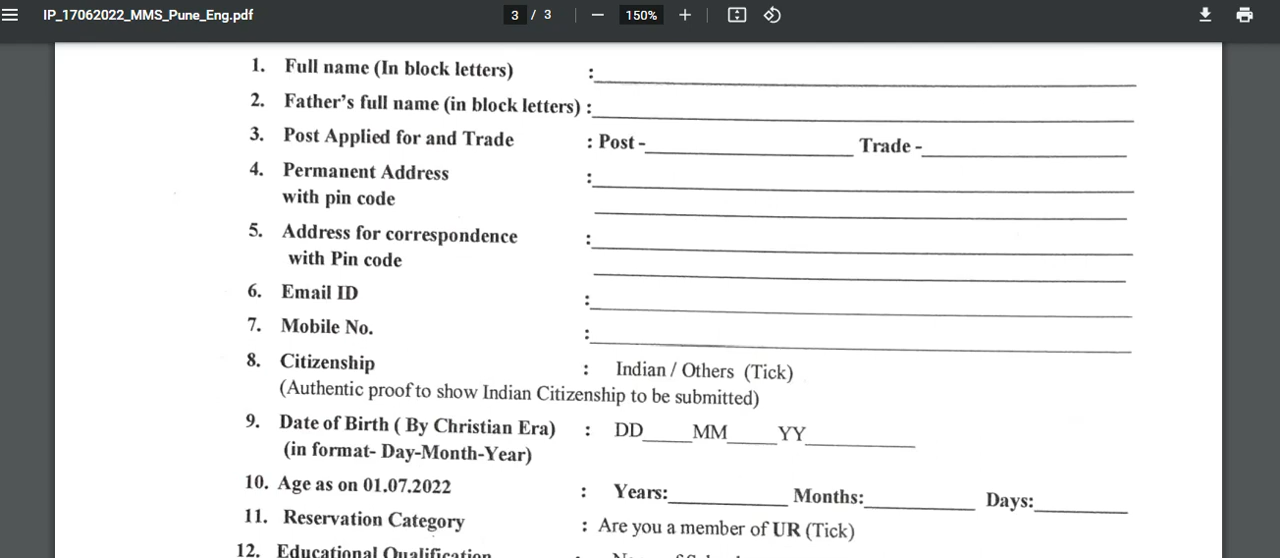 IP_17062022_MMS_Pune_Eng.pdf 3 / 3 150%
1. Full name (In block letters) :
2. Father's full name (in block letters) :
3. Post Applied for and Trade : Post - Trade -
4. Permanent Address :
with pin code
5. Address for correspondence :
with Pin code
6. Email ID :
7. Mobile No. :
8. Citizenship : Indian / Others (Tick)
(Authentic proof to show Indian Citizenship to be submitted)
9. Date of Birth ( By Christian Era) : DD_____MM_____YY___________
(in format- Day-Month-Year)
10. Age as on 01.07.2022 : Years: Months: Days:
11. Reservation Category : Are you a member of UR (Tick)
12. Educational Qualification